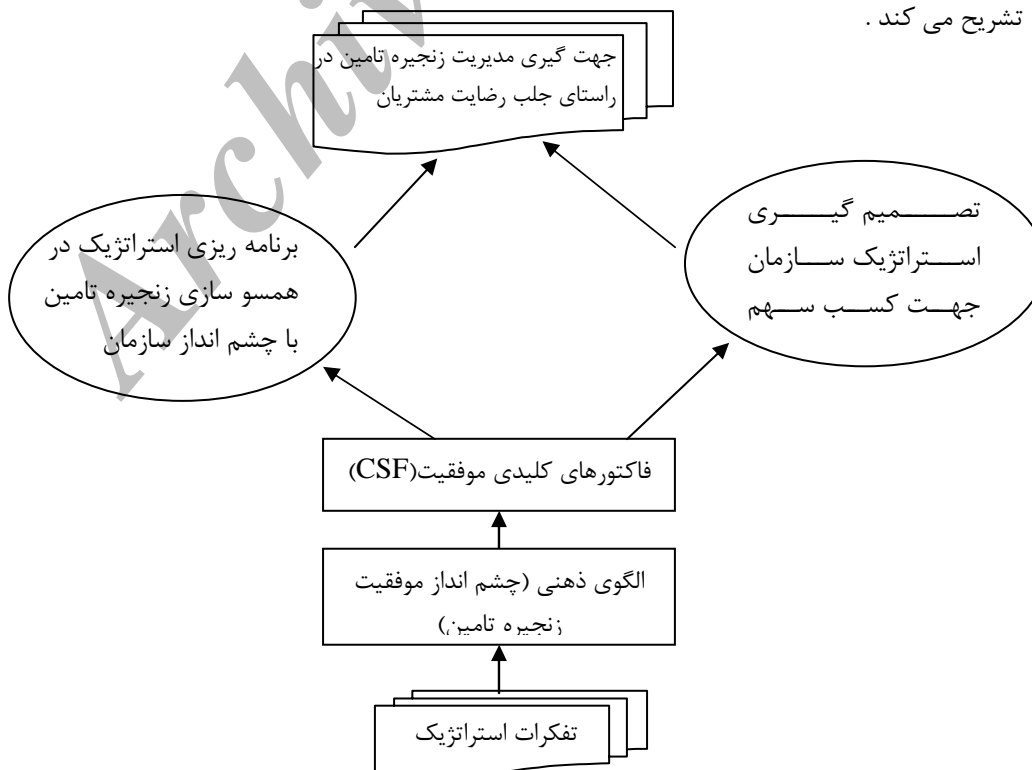 تشریح می کند .
جهت گیری مدیریت زنجیره تامین در
راستای جلب رضایت مشتریان
تصمیم گیری
استراتژیک سازمان
جهت کسب سهم
برنامه ریزی استراتژیک در
همسو سازی زنجیره تامین
با چشم انداز سازمان
فاکتورهای کلیدی موفقیت(CSF)
الگوی ذهنی (چشم انداز موفقیت
زنجیره تامین)
تفکرات استراتژیک
Archiv